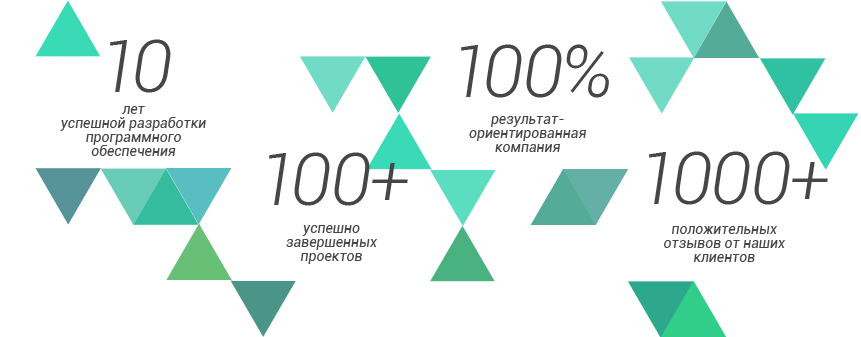 10
лет
успешной разработки
программного
обеспечения
100+
успешно
завершенных
проектов
100%
результат-
ориентированная
компания
1000+
положительных
отзывов от наших
клиентов